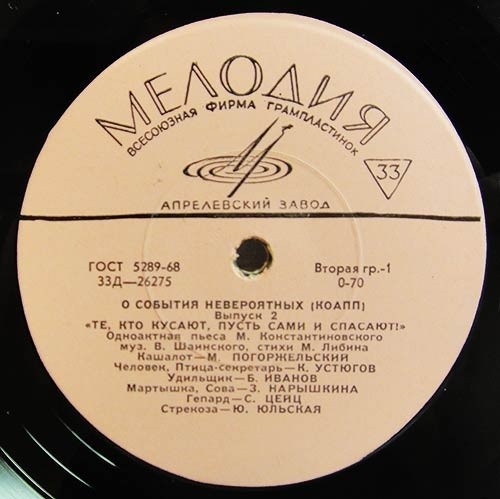 МЕЛОДИЯ
ВСЕСОЮЗНАЯ ФИРМА ГРАМПЛАСТИНОК
33
АПРЕЛЕВСКИЙ ЗАВОД
ГОСТ 5289-68
Вторая гр.-1
33Д—26275
0-70
О СОБЫТИЯ НЕВЕРОЯТНЫХ (КОАПП)
Выпуск 2
«ТЕ, КТО КУСАЮТ, ПУСТЬ САМИ И СПАСАЮТ!»
Одноактная пьеса М. Константиновского
муз. В. Шаинского, стихи М. Либина
Кашалот—М. ПОГОРЖЕЛЬСКИЙ
Человек, Птица-секретарь—К. УСТЮГОВ
Удильщик—Б. ИВАНОВ
Мартышка, Сова—З. НАРЫШКИНА
Гепард—С. ЦЕЙЦ
Стрекоза—Ю. ЮЛЬСКАЯ